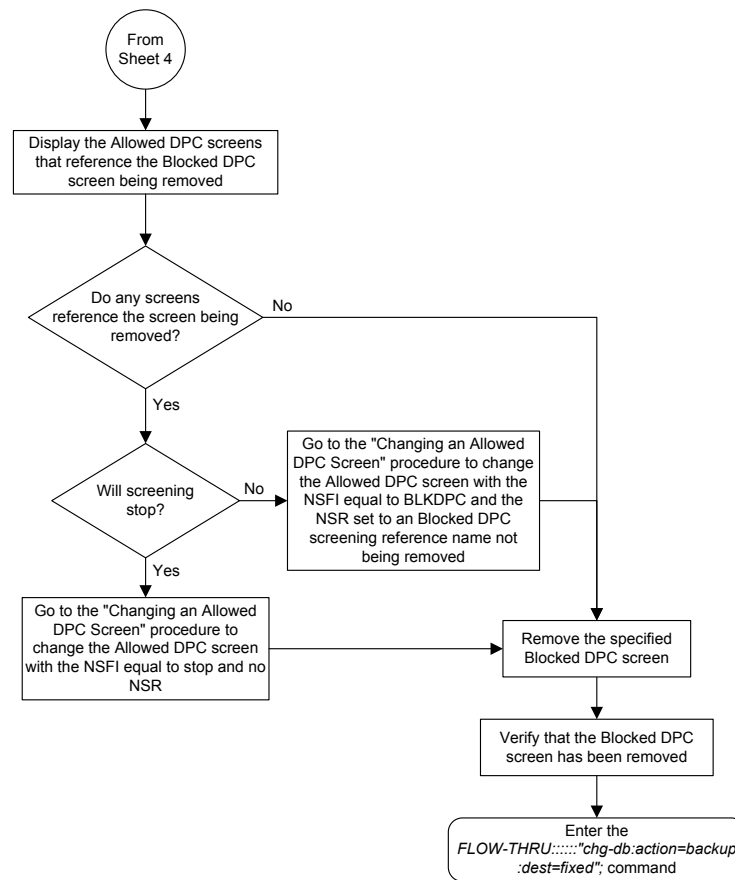 From
Sheet 4
Display the Allowed DPC screens
that reference the Blocked DPC
screen being removed
Do any screens
reference the screen being
removed?
No
Yes
Will screening
stop?
No
Go to the "Changing an Allowed
DPC Screen" procedure to change
the Allowed DPC screen with the
NSFI equal to BLKDPC and the
NSR set to an Blocked DPC
screening reference name not
being removed
Yes
Go to the "Changing an Allowed
DPC Screen" procedure to
change the Allowed DPC screen
with the NSFI equal to stop and no
NSR
Remove the specified
Blocked DPC screen
Verify that the Blocked DPC
screen has been removed
Enter the
FLOW-THRU::::::"chg-db:action=backup
:dest=fixed"; command